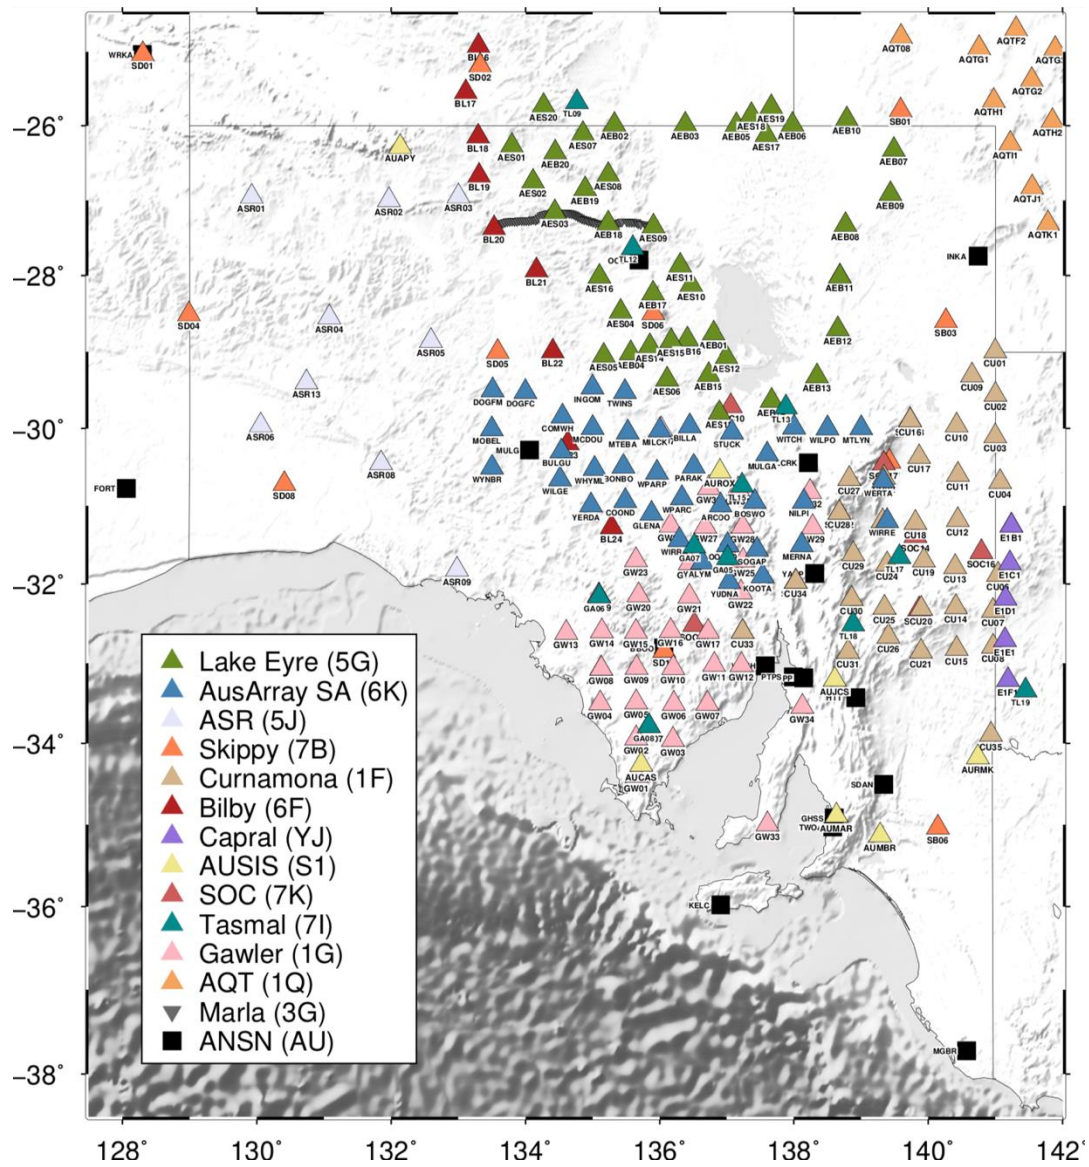 WRKA
SD01
SD02
BL17
AES20
TL09
AQT08
AQTF2
AQTG1
AQTG2
AQTH1
AQTH2
AES19
AES18
AES17
AEB05
AEB06
AEB10
SB01
AEB03
AEB02
AES07
−26°
BL18
AES01
AEB20
AUAPY
AEB07
AQTI1
BL19
AES02
AES08
AEB19
AEB09
AQTJ1
ASR01
ASR02
ASR03
AES03
AEB18
AES09
BL20
AEB08
AQTK1
TL12
INKA
−28°
BL21
AES16
AES11
AES10
AEB11
AEB17
SD04
ASR04
AES04
SD06
SB03
ASR05
AEB01
AEB12
SD05
BL22
AES05
AEB04
AES15
AES12
CU01
ASR13
AES06
AEB15
AEB13
CU09
DOGFM
DOGFC
INGOM
TWINS
CU02
TL13
−30°
ASR06
MOBEL
COMWH
MCDOU
MTEBA
BILLA
STUCK
WITCH
WILPO
MTLYN
CU10
CU03
BULGU
MULGA
ASR08
WYNBR
WHYML
WPARP
PARAK
CU17
FORT
SD08
WILGE
AUROX
CU27
WERTA
CU11
CU04
YERDA
COOND
WPARC
ARCOO
BOSWO
NILPI
GLENA
BL24
GW27
GW28
GW29
WIRRE
CU18
CU12
E1B1
−32°
ASR09
GW23
GA07
GA05
GW25
MERNA
CU29
CU24
TL17
CU19
CU13
SOC16
E1C1
GYALYM
YUDNA
KOOTA
CU34
GW20
GW21
GW22
CU30
CU25
CU20
CU14
E1D1
CU07
GW13
GW14
GW15
GW16
GW17
CU33
TL18
CU26
CU31
CU21
CU15
CU08
E1E1
GW08
GW09
GW10
GW11
GW12
PTPS
AUJCS
E1F1
TL19
GW04
GW05
GW06
GW07
GW34
−34°
GW02
GW03
CU35
AUCAS
GW01
AURMK
SDAN
GHSS
AUMAR
GW33
AUMBR
SB06
−36°
KELC
MGBR
−38°
Lake Eyre (5G)
AusArray SA (6K)
ASR (5J)
Skippy (7B)
Curnamona (1F)
Bilby (6F)
Capral (YJ)
AUSIS (S1)
SOC (7K)
Tasmal (7I)
Gawler (1G)
AQT (1Q)
Marla (3G)
ANSN (AU)
128° 130° 132° 134° 136° 138° 140° 142°